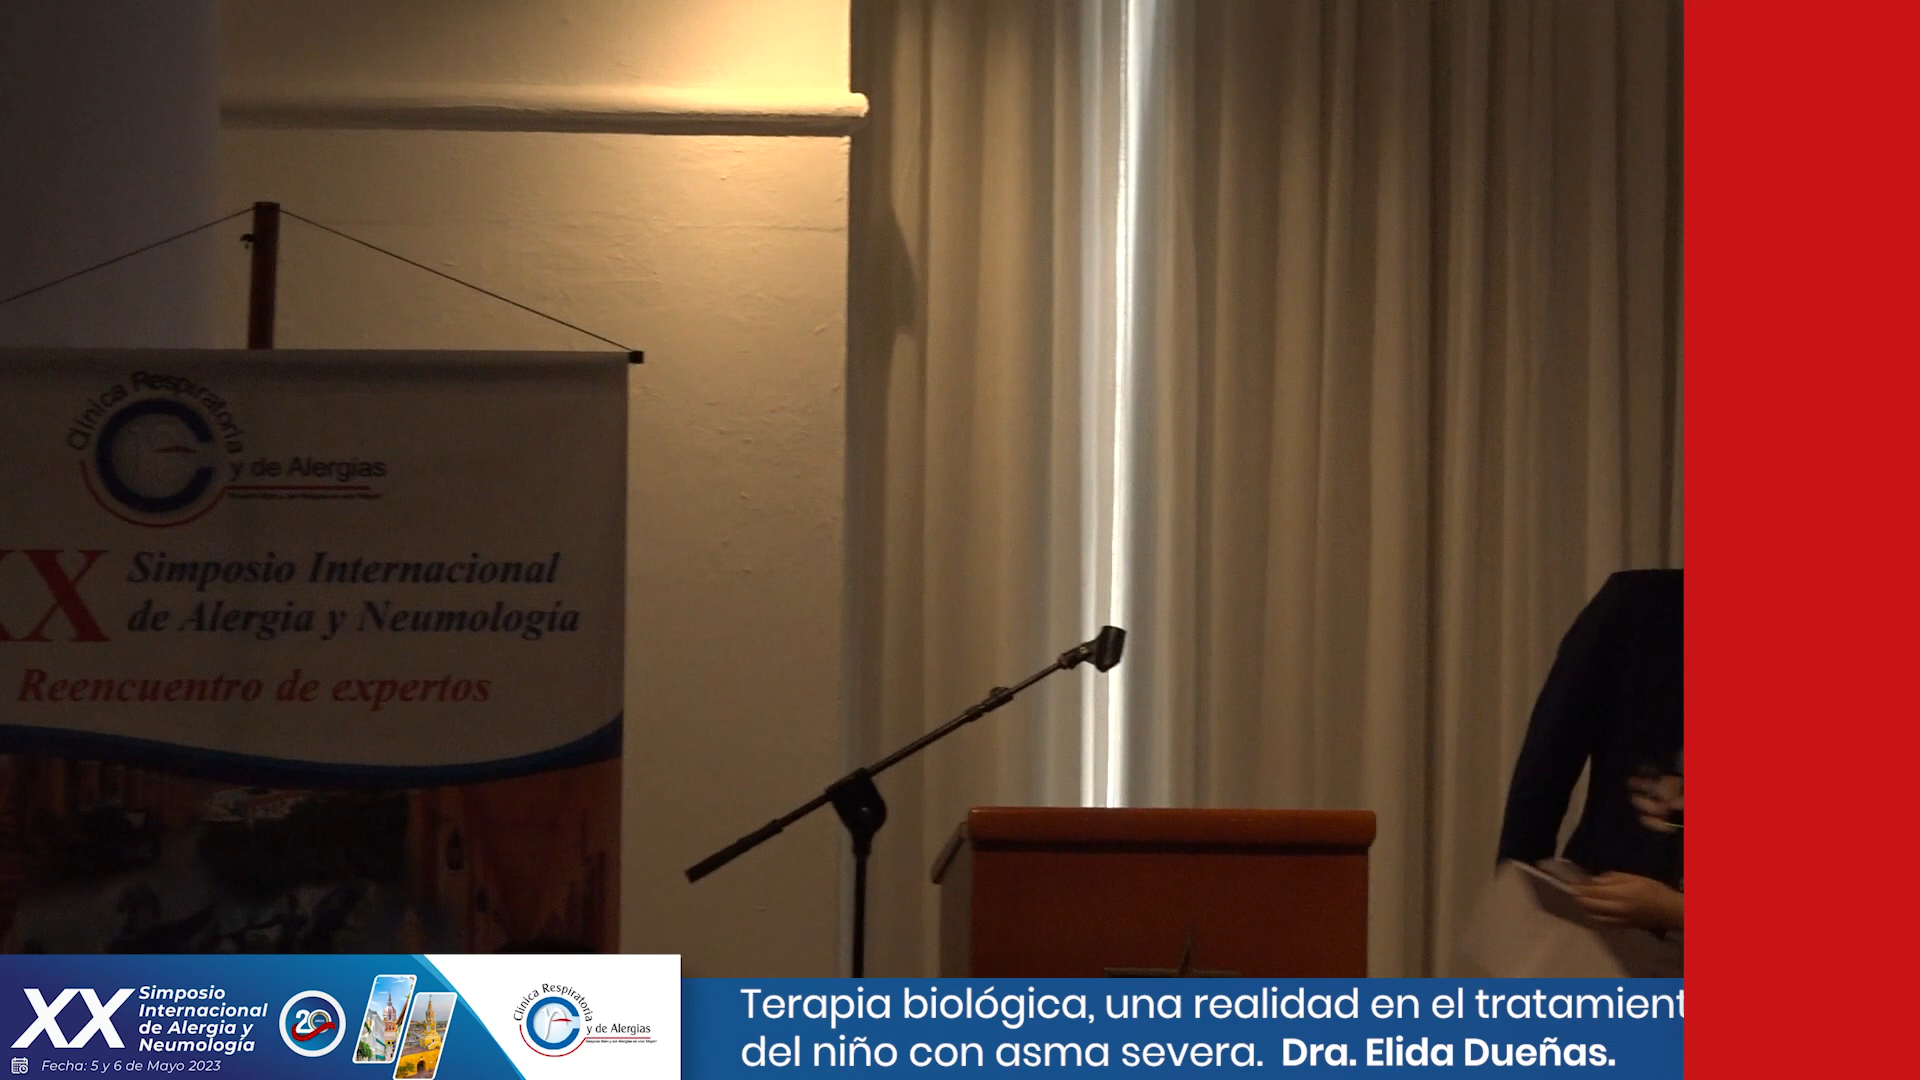 Clínica Respiratoria
y de Alergias
XX
Simposio Internacional
de Alergia y Neumología
Reencuentro de expertos
XX
Simposio
Internacional
de Alergia y
Neumología
Fecha: 5 y 6 de Mayo 2023
20
Clínica Respiratoria
y de Alergias
Terapia biológica, una realidad en el tratamient
del niño con asma severa. Dra. Elida Dueñas.